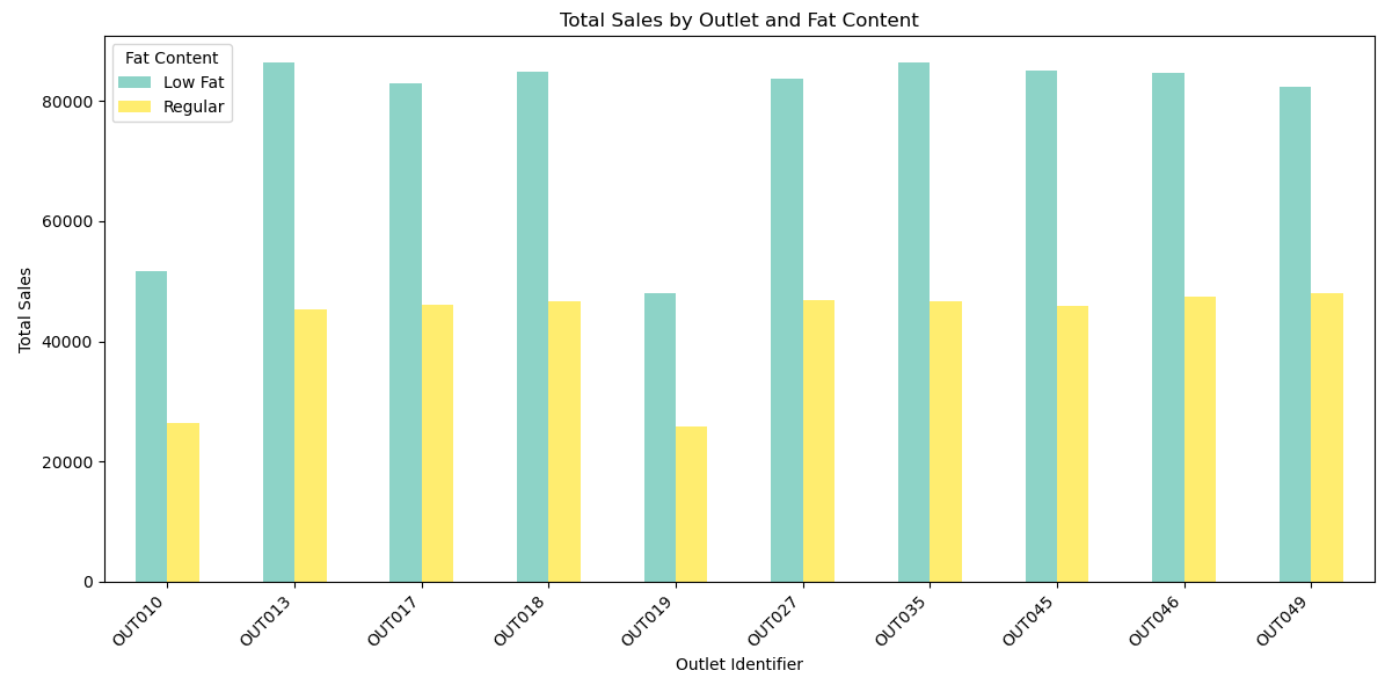 Total Sales by Outlet and Fat Content
Fat Content
Low Fat
Regular
80000
60000
40000
20000
0
Total Sales
OUT010
OUT013
OUT017
OUT018
OUT019
OUT027
OUT035
OUT045
OUT046
OUT049
Outlet Identifier